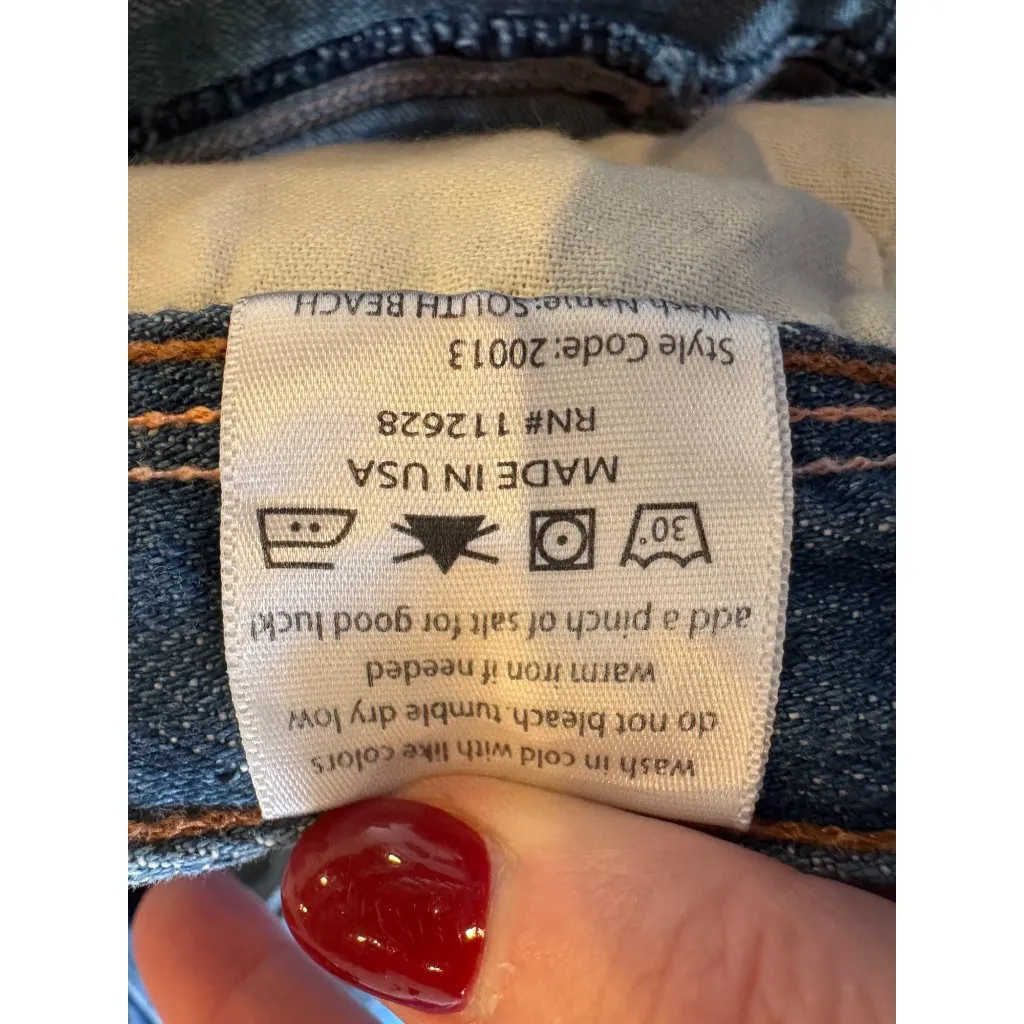 wash in cold with like colors
do not bleach. tumble dry low
warm iron if needed
add a pinch of salt for good luck!
30°
MADE IN USA
RN# 112628
Style Code: 20013
Wash Name: SOUTH BEACH